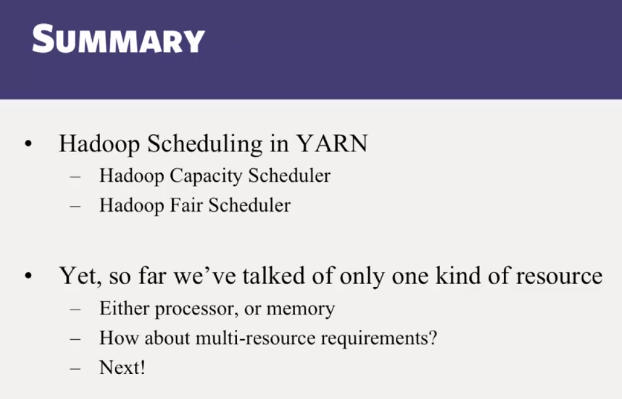 SUMMARY
• Hadoop Scheduling in YARN
– Hadoop Capacity Scheduler
– Hadoop Fair Scheduler
• Yet, so far we've talked of only one kind of resource
– Either processor, or memory
– How about multi-resource requirements?
– Next!